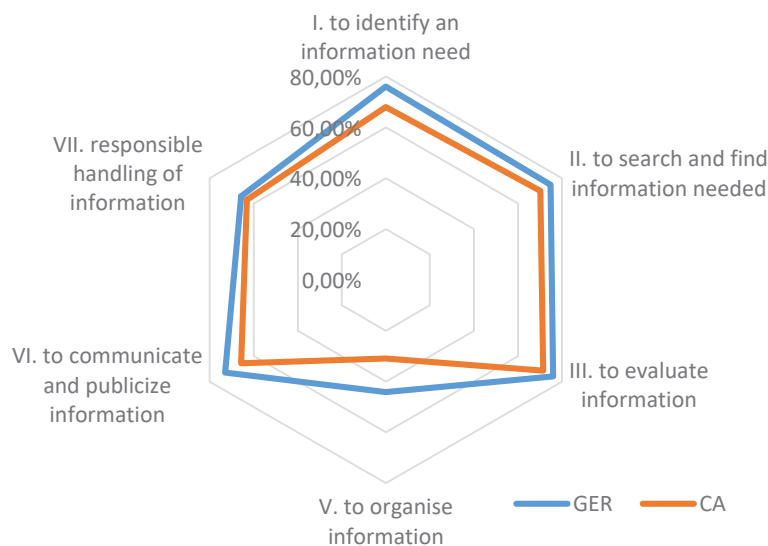 I. to identify an
information need
80,00%
60,00%
40,00%
20,00%
0,00%
II. to search and find
information needed
III. to evaluate
information
V. to organise
information
VI. to communicate
and publicize
information
VII. responsible
handling of
information
GER
CA